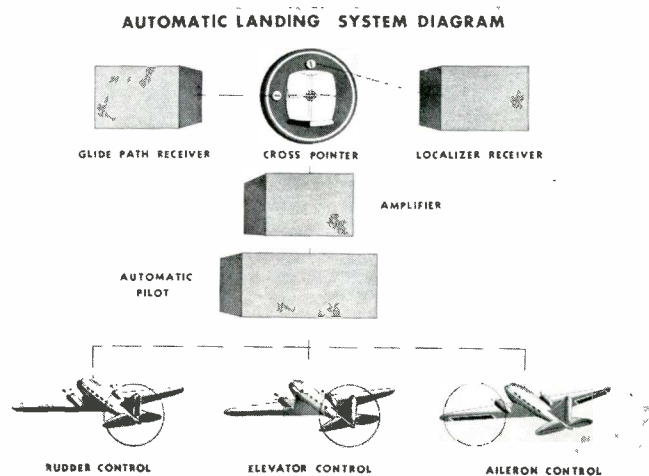 AUTOMATIC LANDING SYSTEM DIAGRAM
GLIDE PATH RECEIVER
CROSS POINTER
LOCALIZER RECEIVER
AMPLIFIER
AUTOMATIC
PILOT
RUDDER CONTROL
ELEVATOR CONTROL
AILERON CONTROL